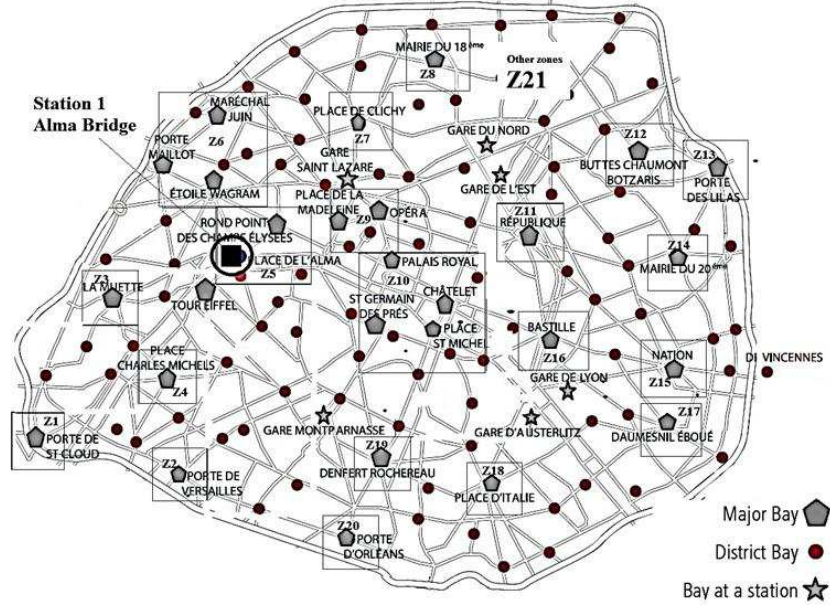 MAIRIE DU 18ème
Z8
Other zones
Z21
Station 1
Alma Bridge
MARÉCHAL
JUIN
Z6
PLACE DE CLICHY
Z7
PORTE
MAILLOT
ÉTOILE WAGRAM
GARE
SAINT LAZARE
GARE DU NORD
GARE DE L'EST
Z12
BUTTES CHAUMONT
BOTZARIS
Z13
PORTE
DES LILAS
PLACE DE LA
MADELEINE
Z9
OPÉRA
Z11
RÉPUBLIQUE
ROND POINT
DES CHAMPS ÉLYSÉES
PLACE DE L'ALMA
Z5
PALAIS ROYAL
Z10
Z14
MAIRIE DU 20ème
Z3
LA MUETTE
TOUR EIFFEL
CHÂTELET
ST GERMAIN
DES PRÉS
PLACE
ST MICHEL
BASTILLE
Z16
PLACE
CHARLES MICHELS
Z4
NATION
Z15
DE VINCENNES
GARE DE LYON
Z1
PORTE DE
ST CLOUD
GARE MONTPARNASSE
GARE D'AUSTERLITZ
Z17
DAUMESNIL ÉBOUÉ
Z2
PORTE DE
VERSAILLES
Z19
DENFERT ROCHEREAU
Z18
PLACE D'ITALIE
Z20
PORTE
D'ORLÉANS
Major Bay
District Bay
Bay at a station